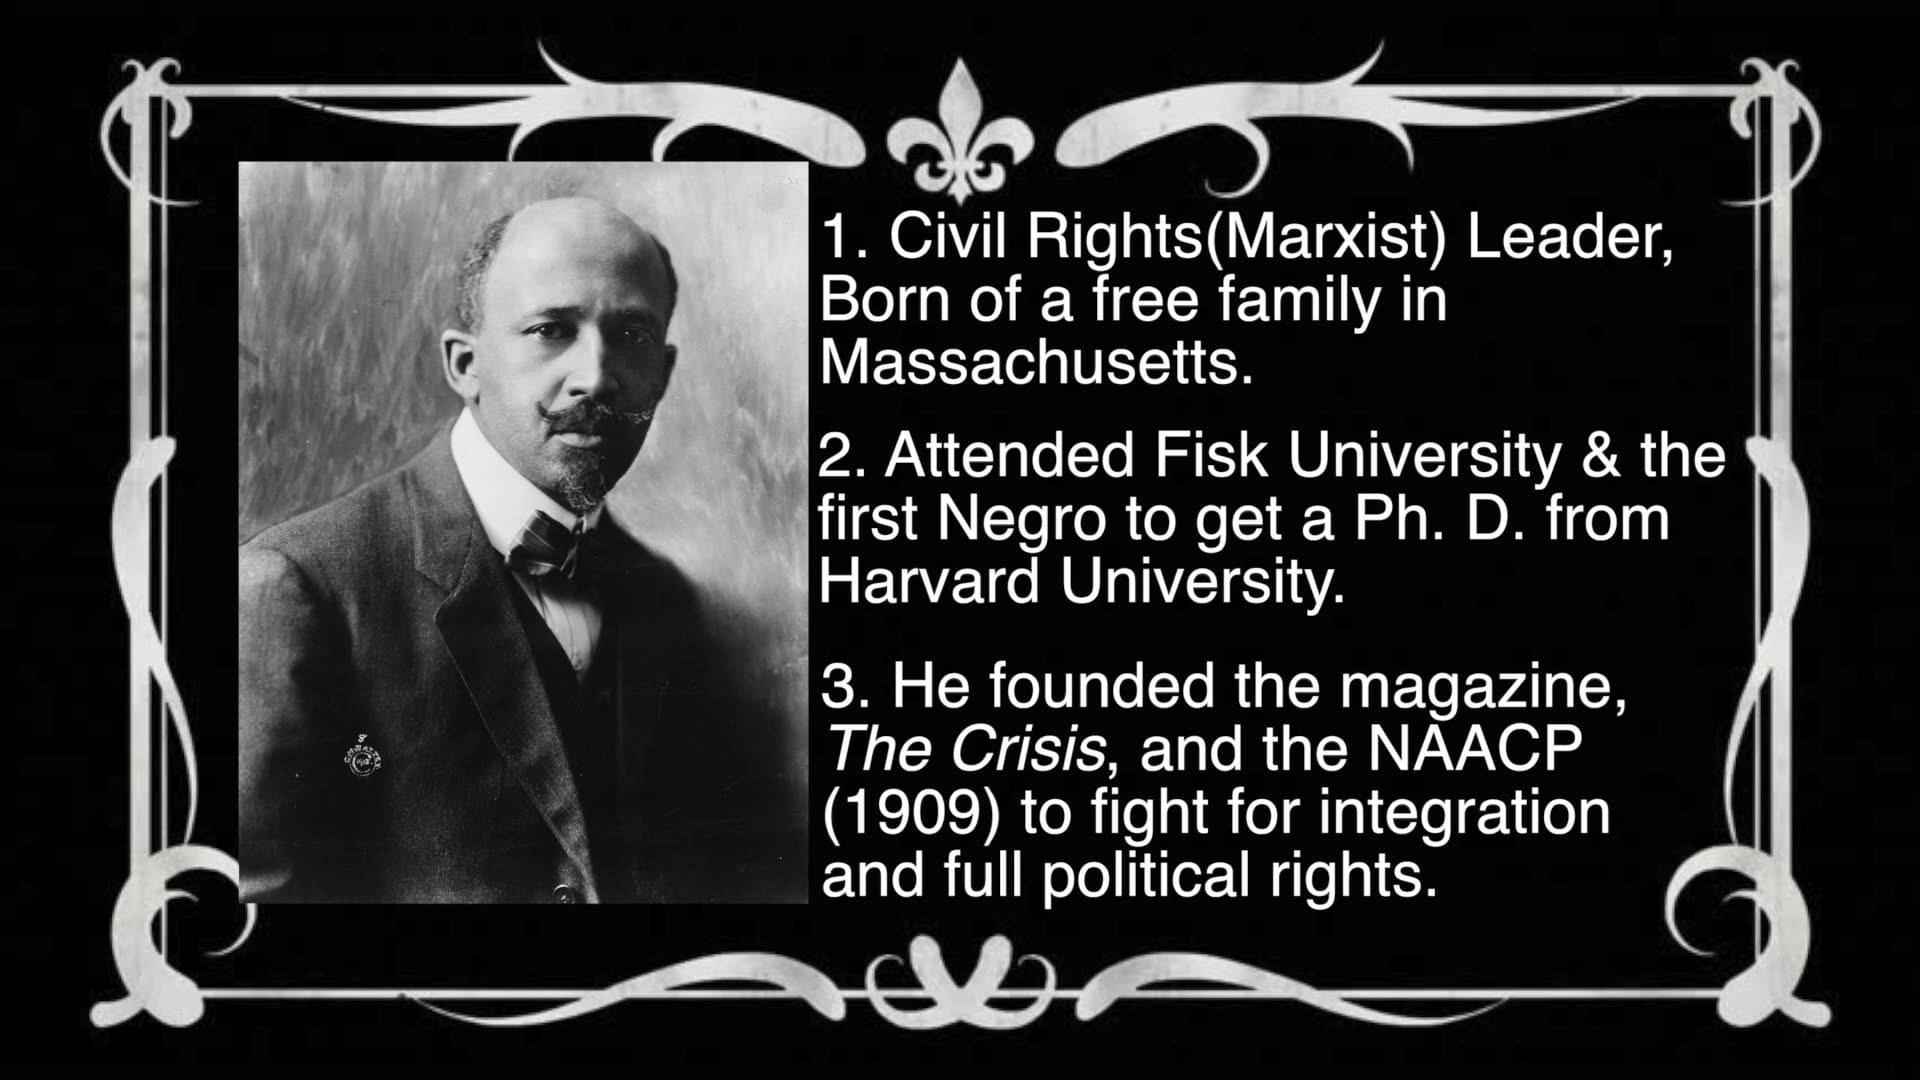 1. Civil Rights(Marxist) Leader,
Born of a free family in
Massachusetts.
2. Attended Fisk University & the
first Negro to get a Ph. D. from
Harvard University.
3. He founded the magazine,
The Crisis, and the NAACP
(1909) to fight for integration
and full political rights.